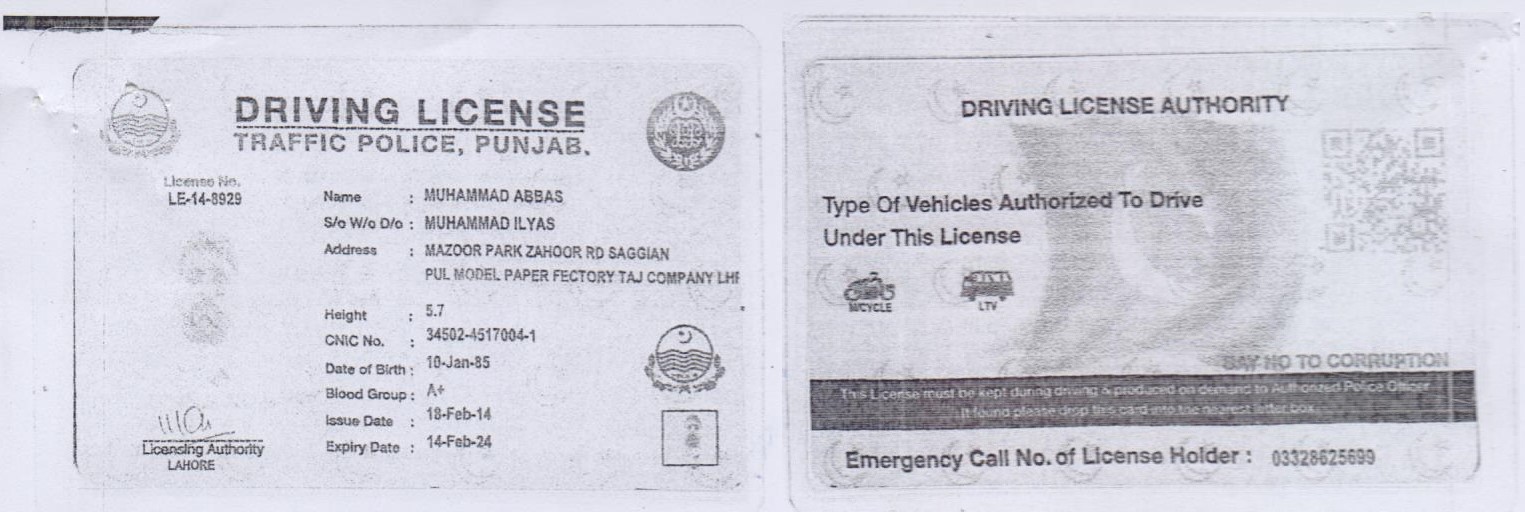 DRIVING LICENSE
TRAFFIC POLICE, PUNJAB.
License No.
LE-14-8929
Name : MUHAMMAD ABBAS
S/o W/o D/o : MUHAMMAD ILYAS
Address : MAZOOR PARK ZAHOOR RD SAGGIAN
PUL MODEL PAPER FECTORY TAJ COMPANY LHR
Height : 5.7
CNIC No. : 34502-4517004-1
Date of Birth : 10-Jan-85
Blood Group : A+
Issue Date : 18-Feb-14
Expiry Date : 14-Feb-24
Licensing Authority
LAHORE
DRIVING LICENSE AUTHORITY
Type Of Vehicles Authorized To Drive
Under This License
M/CYCLE
LTV
SAY NO TO CORRUPTION
This License must be kept during driving & produced on demand to Authorized Police Officer
If found please drop this card in the nearest letter box
Emergency Call No. of License Holder : 03328625699